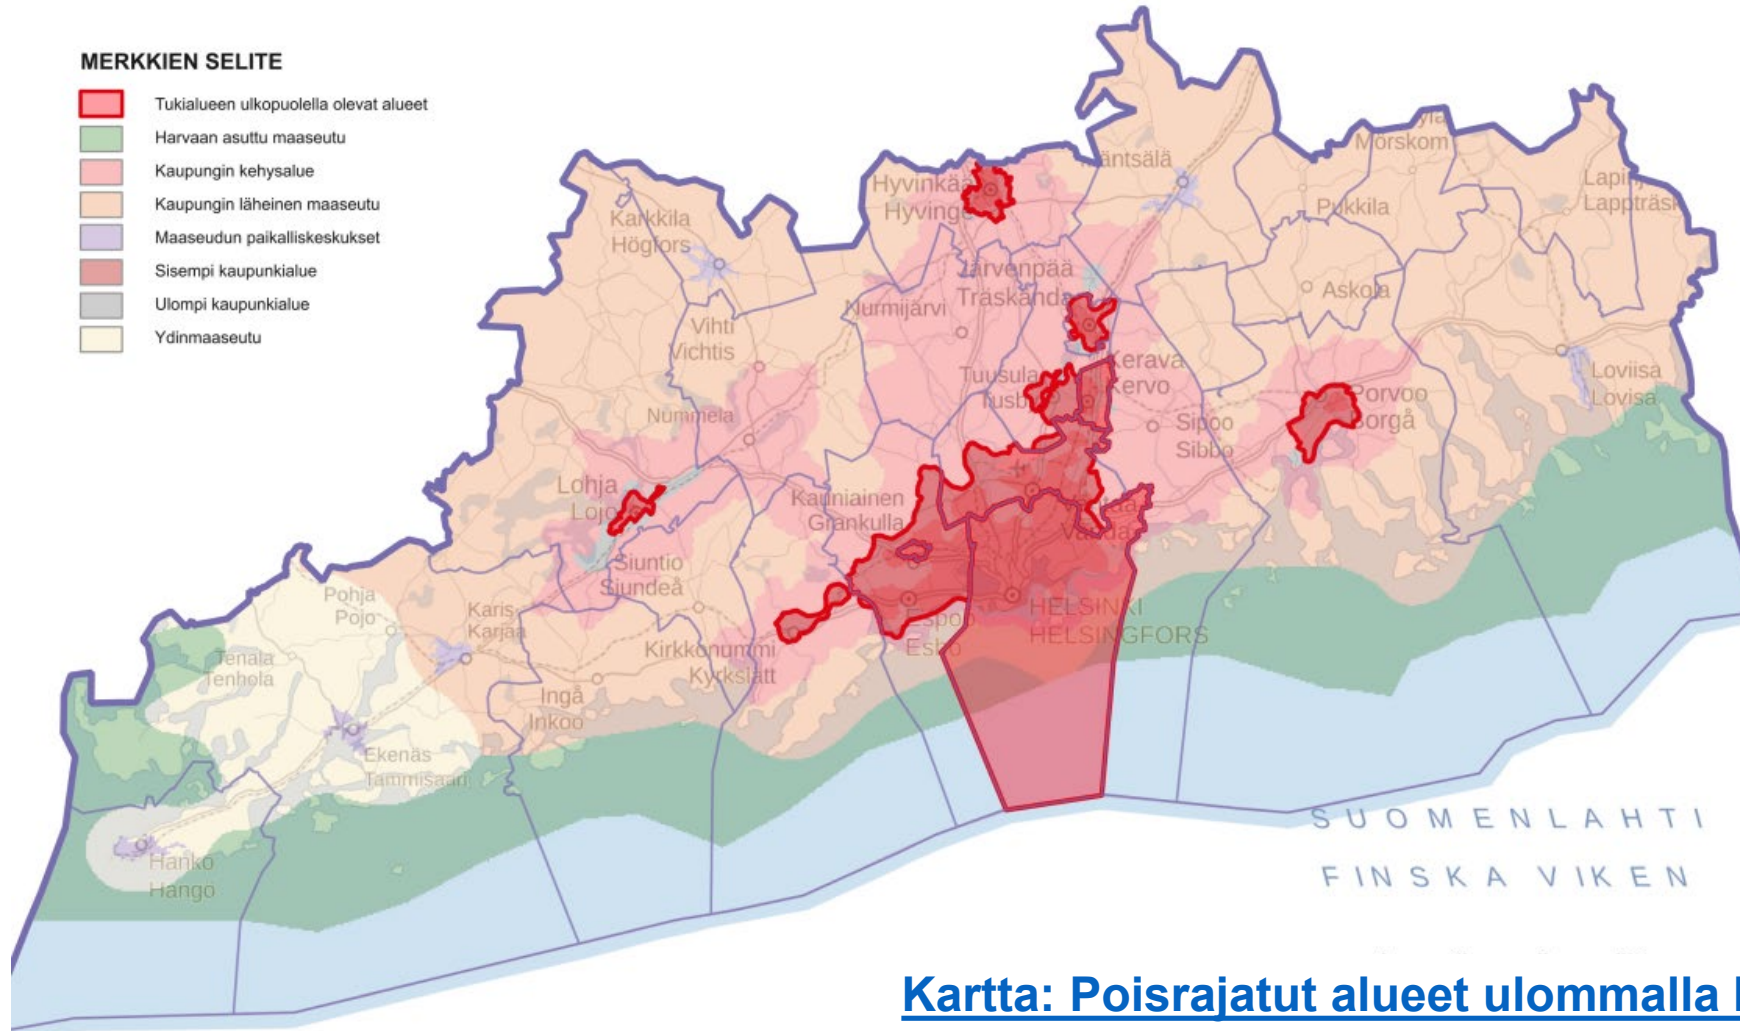 MERKKIEN SELITE
Tukialueen ulkopuolella olevat alueet
Harvaan asuttu maaseutu
Kaupungin kehysalue
Kaupungin läheinen maaseutu
Maaseudun paikalliskeskukset
Sisempi kaupunkialue
Ulompi kaupunkialue
Ydinmaaseutu
Mörskom
äntsälä
Hyvinkää
Hyvinge
Lappträsk
Pukkila
Karkkila
Högfors
Järvenpää
Träskända
Askola
Nurmijärvi
Vihti
Vichtis
Kerava
Kervo
Tuusula
Loviisa
Lovisa
Porvoo
Borgå
Nummela
Sipoo
Sibbo
Lohja
Lojo
Kauniainen
Grankulla
Siuntio
Sjundeå
Pohja
Pojo
Karis
Karjaa
HELSINKI
HELSINGFORS
Espoo
Esbo
Kirkkonummi
Kyrkslätt
Tenala
Tenhola
Ingå
Inkoo
Ekenäs
Tammisaari
Hanko
Hangö
SUOMENLAHTI
FINSKA VIKEN
Kartta: Poisrajatut alueet ulommalla